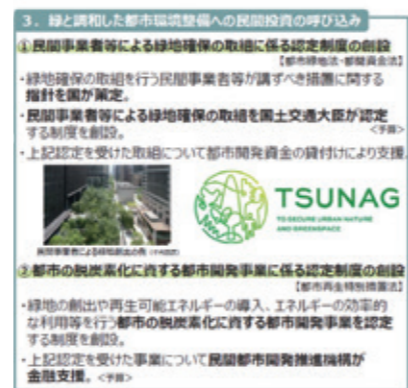 3．緑と調和した都市環境整備への民間投資の呼び込み
①民間事業者等による緑地確保の取組に係る認定制度の創設
【都市緑地法・都開資金法】
・緑地確保の取組を行う民間事業者等が講ずべき措置に関する
指針を国が策定。
・民間事業者等による緑地確保の取組を国土交通大臣が認定
する制度を創設。 <予算>
・上記認定を受けた取組について都市開発資金の貸付けにより支援。
TSUNAG
TO SECURE URBAN NATURE
AND GREENSPACE
民間事業者による緑地創出の例
②都市の脱炭素化に資する都市開発事業に係る認定制度の創設
【都市再生特別措置法】
・緑地の創出や再生可能エネルギーの導入、エネルギーの効率的
な利用等を行う都市の脱炭素化に資する都市開発事業を認定
する制度を創設。
・上記認定を受けた事業について民間都市開発推進機構が
金融支援。<予算>